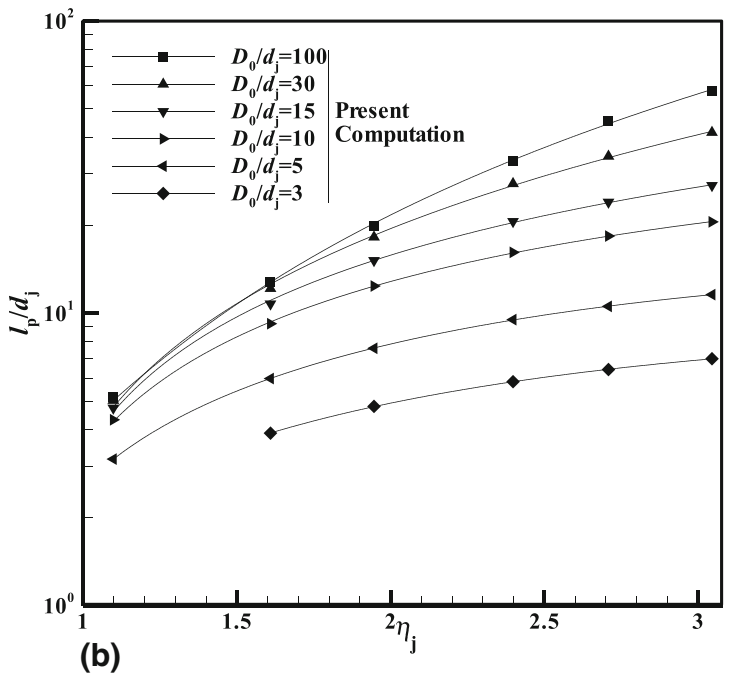 10²
D₀/dⱼ=100
D₀/dⱼ=30
D₀/dⱼ=15
D₀/dⱼ=10
D₀/dⱼ=5
D₀/dⱼ=3
Present
Computation
lₚ/dⱼ
10¹
10⁰
1 1.5 2 2.5 3
ηⱼ
(b)